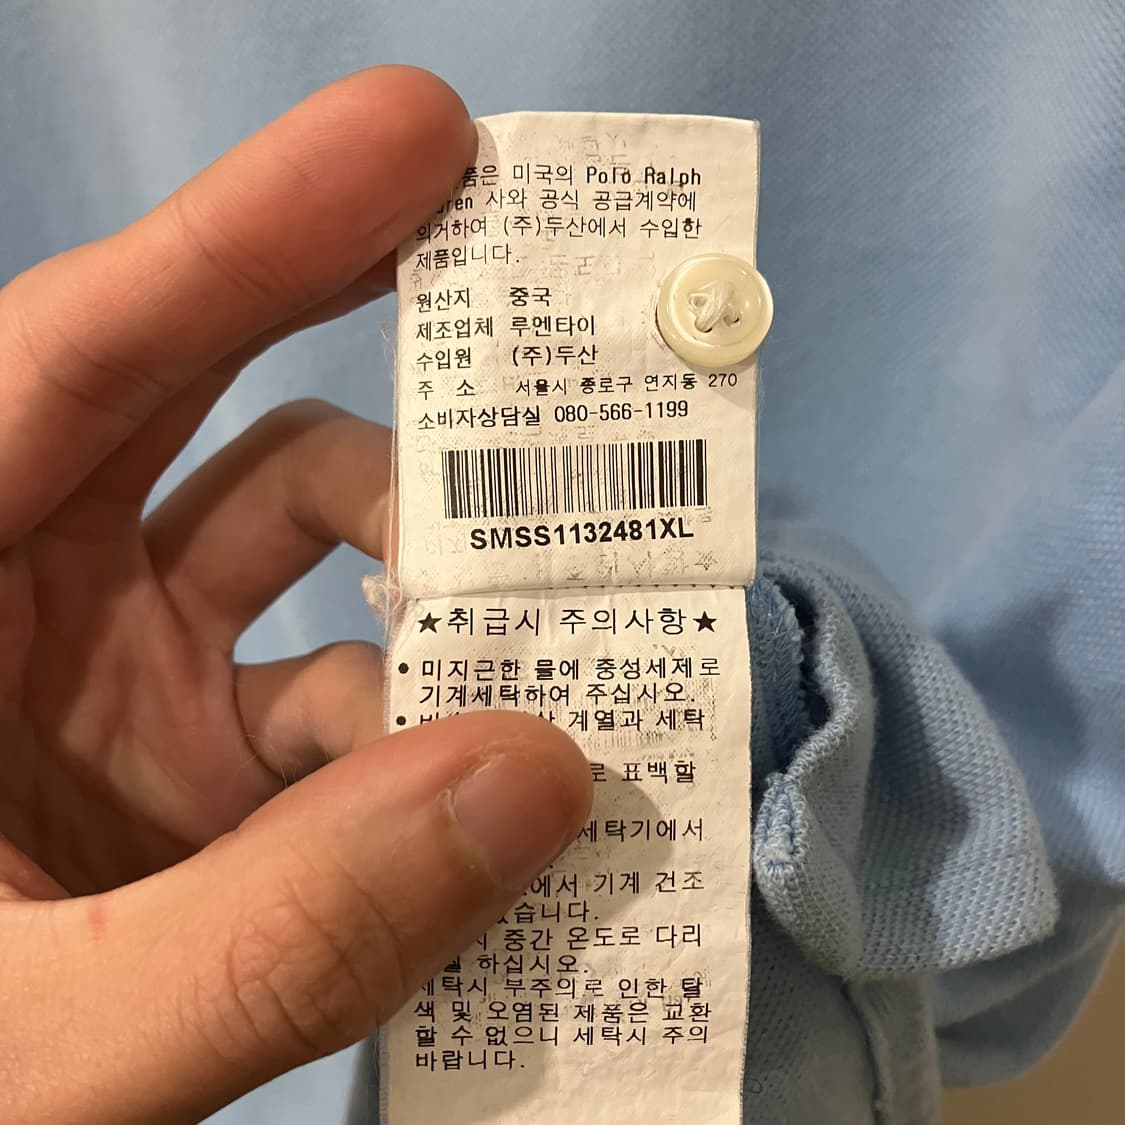 품은 미국의 Polo Ralph
사와 공식 공급계약에
의거하여 (주)두산에서 수입한
제품입니다.
원산지 중국
제조업체 루엔타이
수입원 (주)두산
주 소 서울시 종로구 연지동 270
소비자상담실 080-566-1199
SMSS1132481XL
★취급시 주의사항★
• 미지근한 물에 중성세제로
기계세탁하여 주십시오.
• 계열과 세탁
로 표백할
세탁기에서
에서 기계 건조
습니다.
중간 온도로 다리
하십시오.
세탁시 부주의로 인한 탈
색 및 오염된 제품은 교환
할 수 없으니 세탁시 주의
바랍니다.